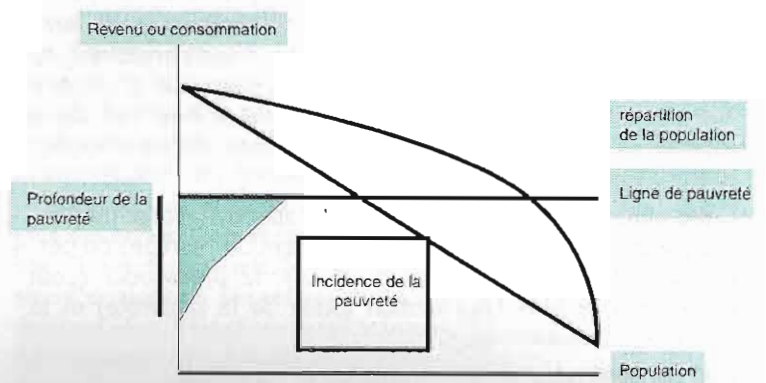 Revenu ou consommation
répartition
de la population
Profondeur de la
pauvreté
Ligne de pauvreté
Incidence de la
pauvreté
Population